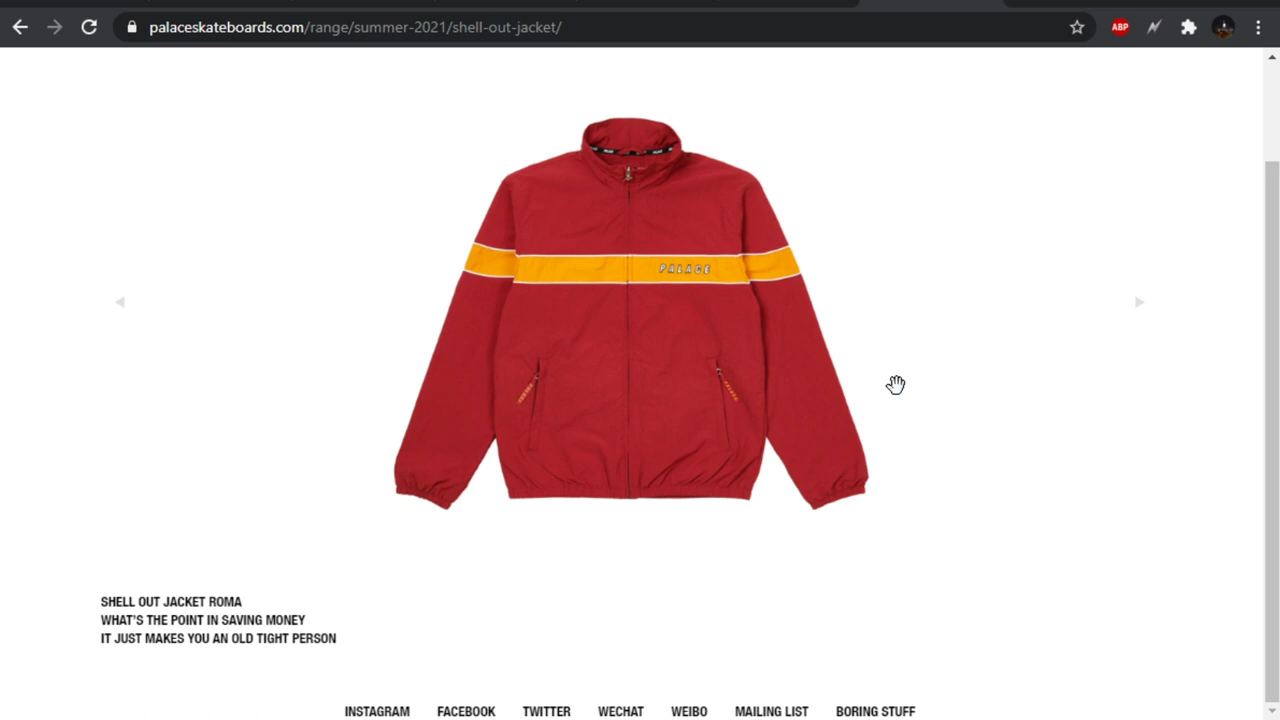 palaceskateboards.com/range/summer-2021/shell-out-jacket/
ABP
PALACE
SHELL OUT JACKET ROMA
WHAT'S THE POINT IN SAVING MONEY
IT JUST MAKES YOU AN OLD TIGHT PERSON
INSTAGRAM FACEBOOK TWITTER WECHAT WEIBO MAILING LIST BORING STUFF